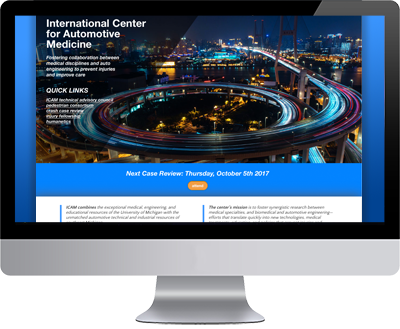 International Center
for Automotive
Medicine
Fostering collaboration between
medical disciplines and auto
engineering to prevent injuries
and improve care
QUICK LINKS
ICAM technical advisory council
pedestrian consortium
crash case review
injury fellowship
humanetics
Next Case Review: Thursday, October 5th 2017
ICAM combines the exceptional medical, engineering, and
educational resources of the University of Michigan with the
unmatched automotive technical and industrial resources of
The center's mission is to foster synergistic research between
medical specialties, and biomedical and automotive engineering--
efforts that translate quickly into new technologies, medical